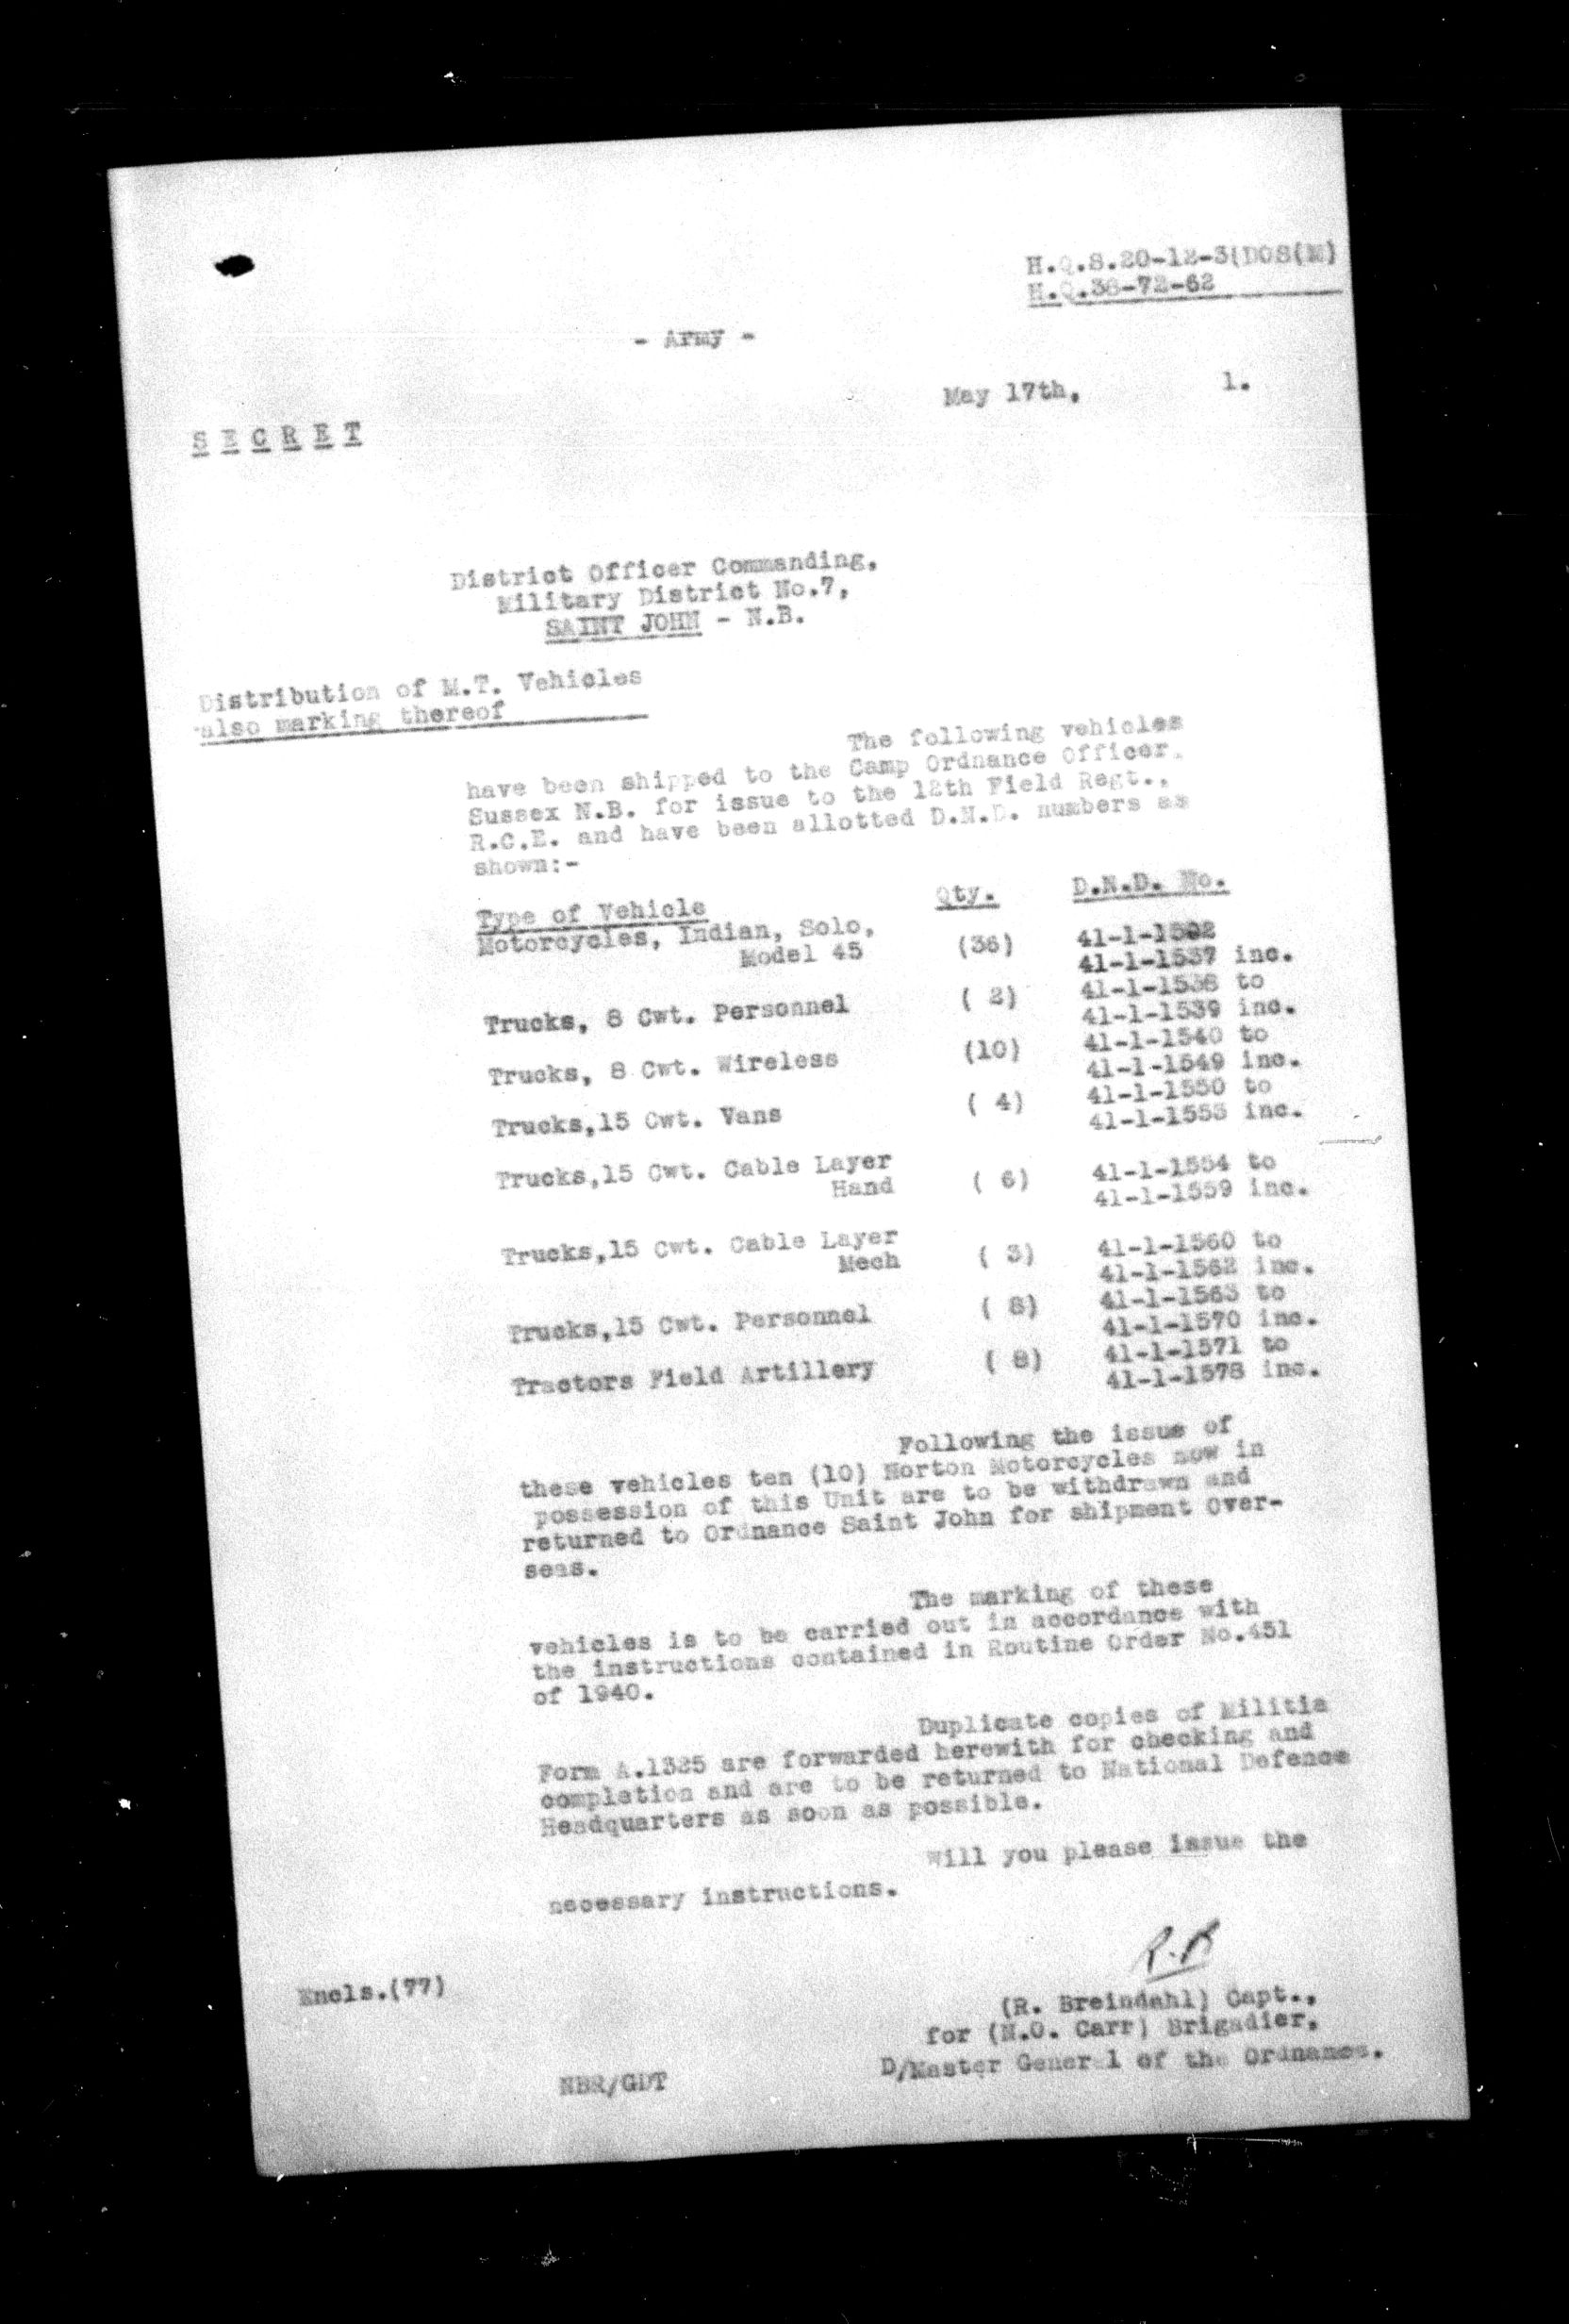 H.Q.S.20-12-3(DOS(M)
H.Q.38-72-62
- Army -
May 17th, 1.
S E C R E T
District Officer Commanding,
Military District No.7,
SAINT JOHN - N.B.
Distribution of M.T. Vehicles
also marking thereof
The following vehicles
have been shipped to the Camp Ordnance Officer,
Sussex N.B. for issue to the 12th Field Regt.,
R.C.E. and have been allotted D.N.D. numbers as
shown:-
Type of Vehicle Qty. D.N.D. No.
Motorcycles, Indian, Solo, 41-1-1502
Model 45 (36) 41-1-1537 inc.
Trucks, 8 Cwt. Personnel ( 2) 41-1-1538 to
41-1-1539 inc.
Trucks, 8 Cwt. Wireless (10) 41-1-1540 to
41-1-1549 inc.
Trucks,15 Cwt. Vans ( 4) 41-1-1550 to
41-1-1553 inc.
Trucks,15 Cwt. Cable Layer 41-1-1554 to
Hand ( 6) 41-1-1559 inc.
Trucks,15 Cwt. Cable Layer 41-1-1560 to
Mech ( 3) 41-1-1562 inc.
Trucks,15 Cwt. Personnel ( 8) 41-1-1563 to
41-1-1570 inc.
Tractors Field Artillery ( 8) 41-1-1571 to
41-1-1578 inc.
Following the issue of
these vehicles ten (10) Norton Motorcycles now in
possession of this Unit are to be withdrawn and
returned to Ordnance Saint John for shipment Over-
seas.
The marking of these
vehicles is to be carried out in accordance with
the instructions contained in Routine Order No.451
of 1940.
Duplicate copies of Militia
Form A.1325 are forwarded herewith for checking and
completion and are to be returned to National Defence
Headquarters as soon as possible.
Will you please issue the
necessary instructions.
R.B
Encls.(77)
(R. Breindahl) Capt.,
for (N.O. Carr) Brigadier,
D/Master General of the Ordnance.
NBR/GDT